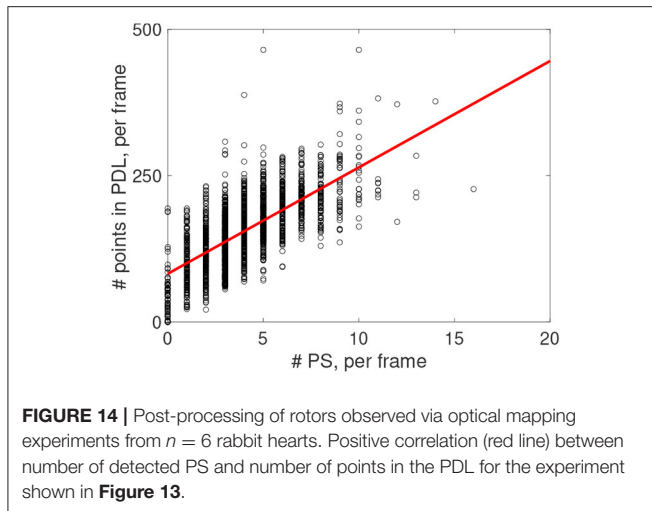 500
250
0
# points in PDL, per frame
0 5 10 15 20
# PS, per frame
FIGURE 14 | Post-processing of rotors observed via optical mapping
experiments from n = 6 rabbit hearts. Positive correlation (red line) between
number of detected PS and number of points in the PDL for the experiment
shown in Figure 13.